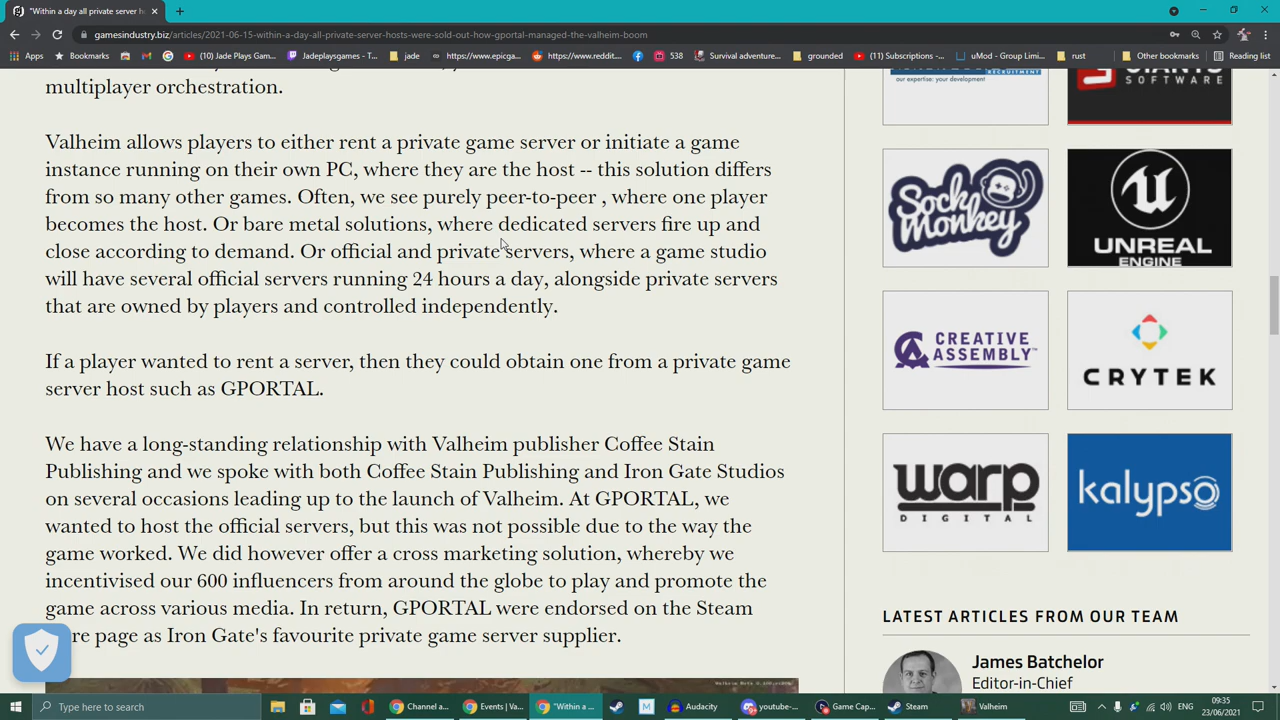 "Within a day all private server hos
gamesindustry.biz/articles/2021-06-15-within-a-day-all-private-server-hosts-were-sold-out-how-gportal-managed-the-valheim-boom
Apps
Bookmarks
(10) Jade Plays Gam...
Jadeplaysgames - T...
jade
https://www.epicga...
https://www.reddit...
538
Survival adventure...
grounded
(11) Subscriptions -...
uMod - Group Limi...
rust
Other bookmarks
Reading list
multiplayer orchestration.
Valheim allows players to either rent a private game server or initiate a game
instance running on their own PC, where they are the host -- this solution differs
from so many other games. Often, we see purely peer-to-peer , where one player
becomes the host. Or bare metal solutions, where dedicated servers fire up and
close according to demand. Or official and private servers, where a game studio
will have several official servers running 24 hours a day, alongside private servers
that are owned by players and controlled independently.
If a player wanted to rent a server, then they could obtain one from a private game
server host such as GPORTAL.
We have a long-standing relationship with Valheim publisher Coffee Stain
Publishing and we spoke with both Coffee Stain Publishing and Iron Gate Studios
on several occasions leading up to the launch of Valheim. At GPORTAL, we
wanted to host the official servers, but this was not possible due to the way the
game worked. We did however offer a cross marketing solution, whereby we
incentivised our 600 influencers from around the globe to play and promote the
game across various media. In return, GPORTAL were endorsed on the Steam
re page as Iron Gate's favourite private game server supplier.
RECRUITMENT
our expertise: your development
GIANTS
SOFTWARE
Sock
Monkey
UNREAL
ENGINE
CREATIVE
ASSEMBLY
CRYTEK
warp
DIGITAL
kalypso
LATEST ARTICLES FROM OUR TEAM
James Batchelor
Editor-in-Chief
Type here to search
Channel a...
Events | Va...
"Within a ...
Audacity
youtube-...
Game Cap...
Steam
Valheim
09:35
23/06/2021